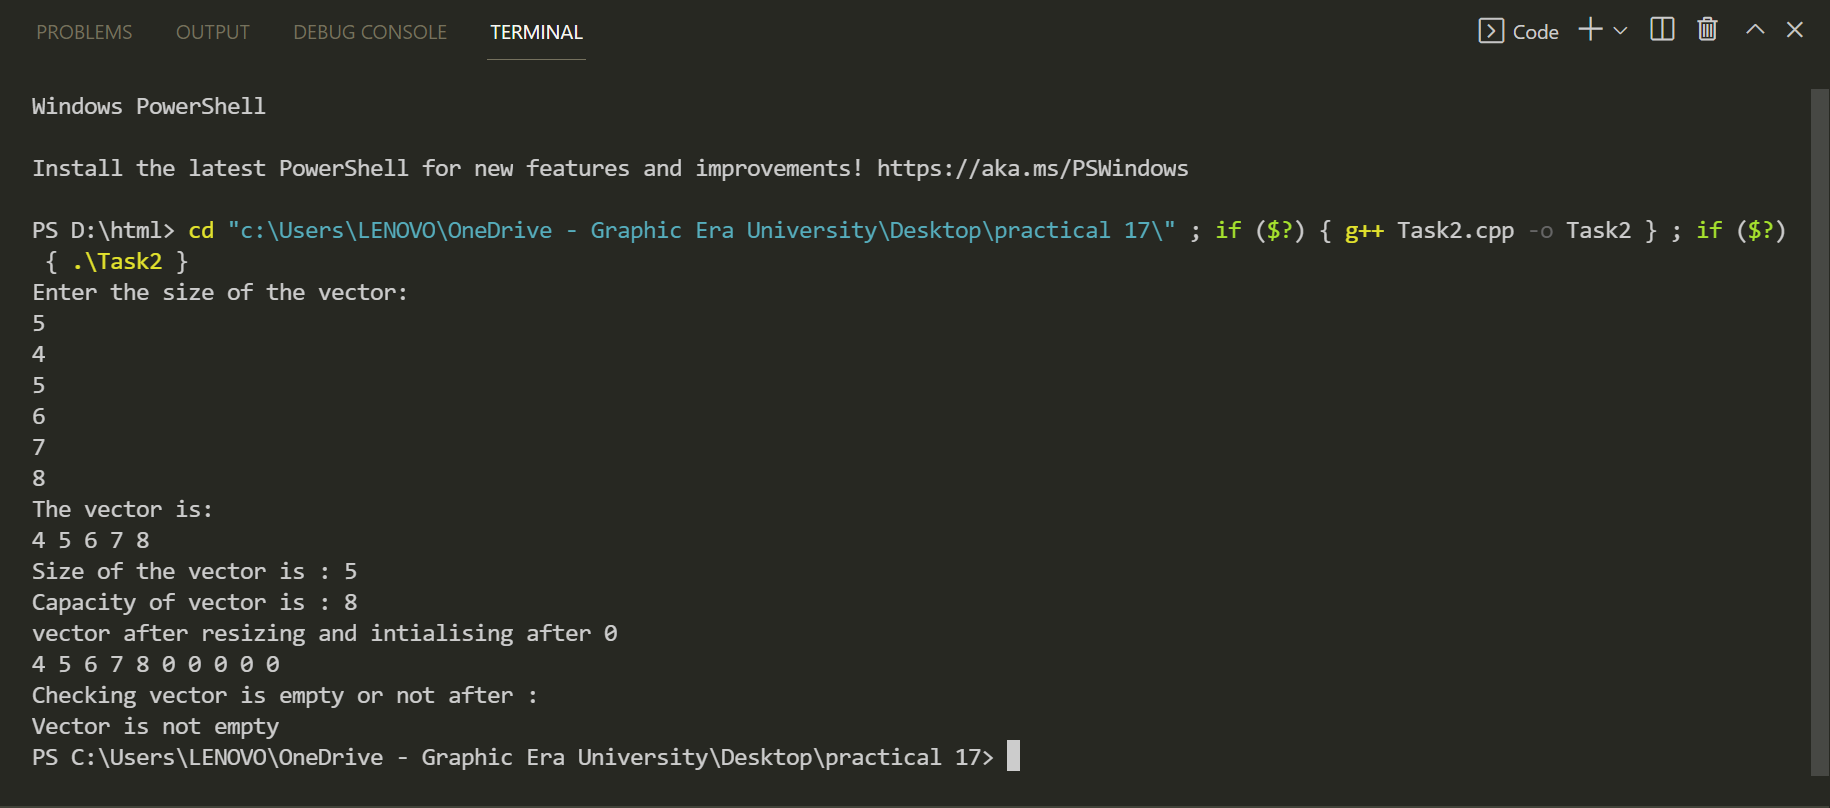 PROBLEMS OUTPUT DEBUG CONSOLE TERMINAL Code
Windows PowerShell
Install the latest PowerShell for new features and improvements! https://aka.ms/PSWindows
PS D:\html> cd "c:\Users\LENOVO\OneDrive - Graphic Era University\Desktop\practical 17\" ; if ($?) { g++ Task2.cpp -o Task2 } ; if ($?)
{ .\Task2 }
Enter the size of the vector:
5
4
5
6
7
8
The vector is:
4 5 6 7 8
Size of the vector is : 5
Capacity of vector is : 8
vector after resizing and intialising after 0
4 5 6 7 8 0 0 0 0 0
Checking vector is empty or not after :
Vector is not empty
PS C:\Users\LENOVO\OneDrive - Graphic Era University\Desktop\practical 17>